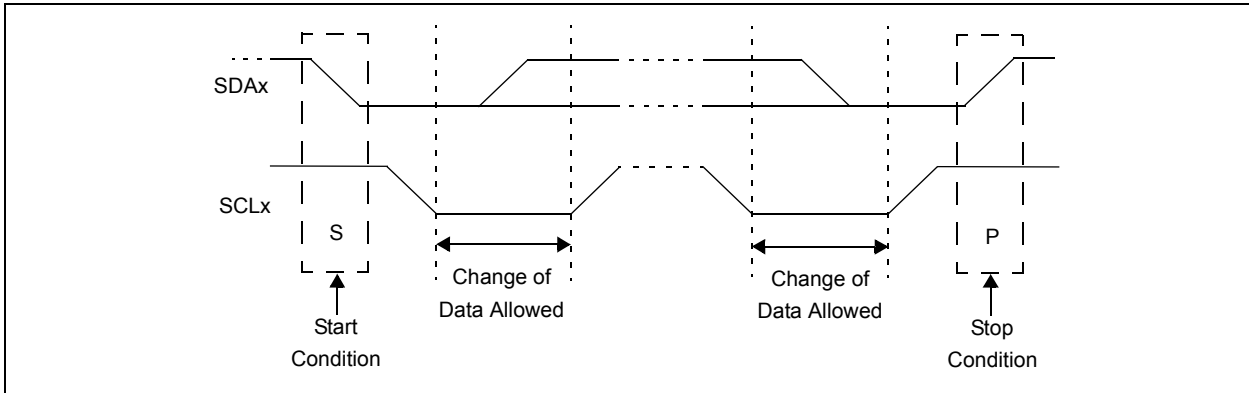 SDAx
SCLx
S
P
Change of
Data Allowed
Change of
Data Allowed
Start
Condition
Stop
Condition